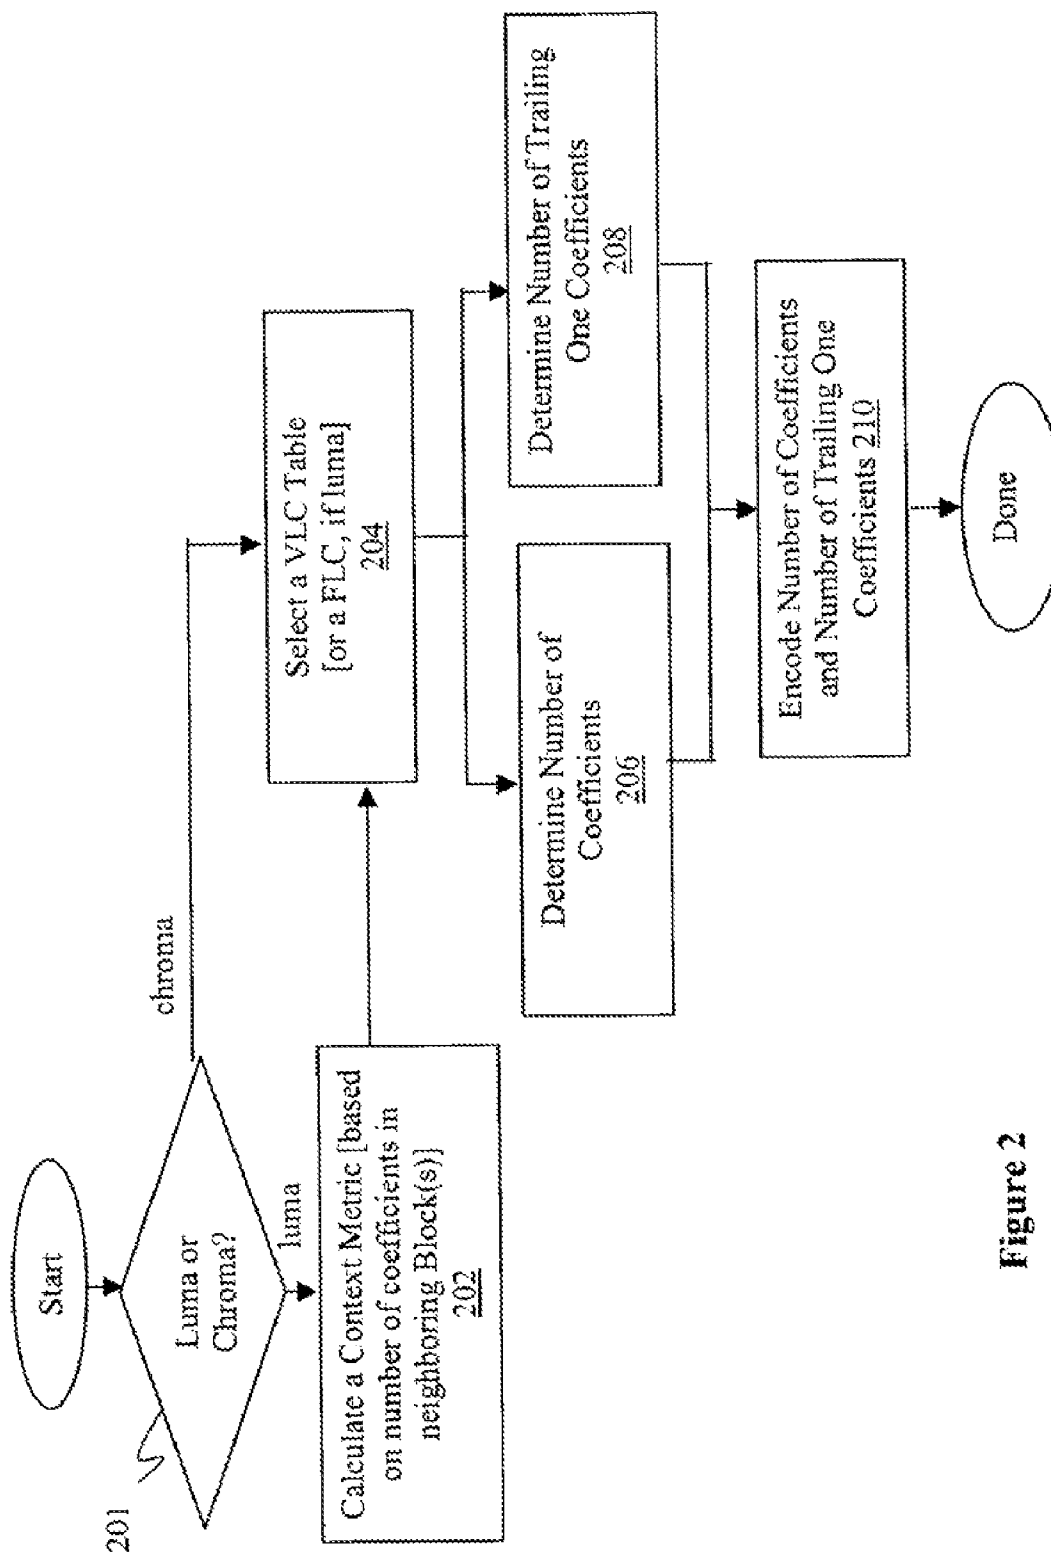 Start
201
Luma or
Chroma?
chroma
luma
Calculate a Context Metric [based
on number of coefficients in
neighboring Block(s)]
202
Select a VLC Table
[or a FLC, if luma]
204
Determine Number of
Coefficients
206
Determine Number of Trailing
One Coefficients
208
Encode Number of Coefficients
and Number of Trailing One
Coefficients 210
Done
Figure 2